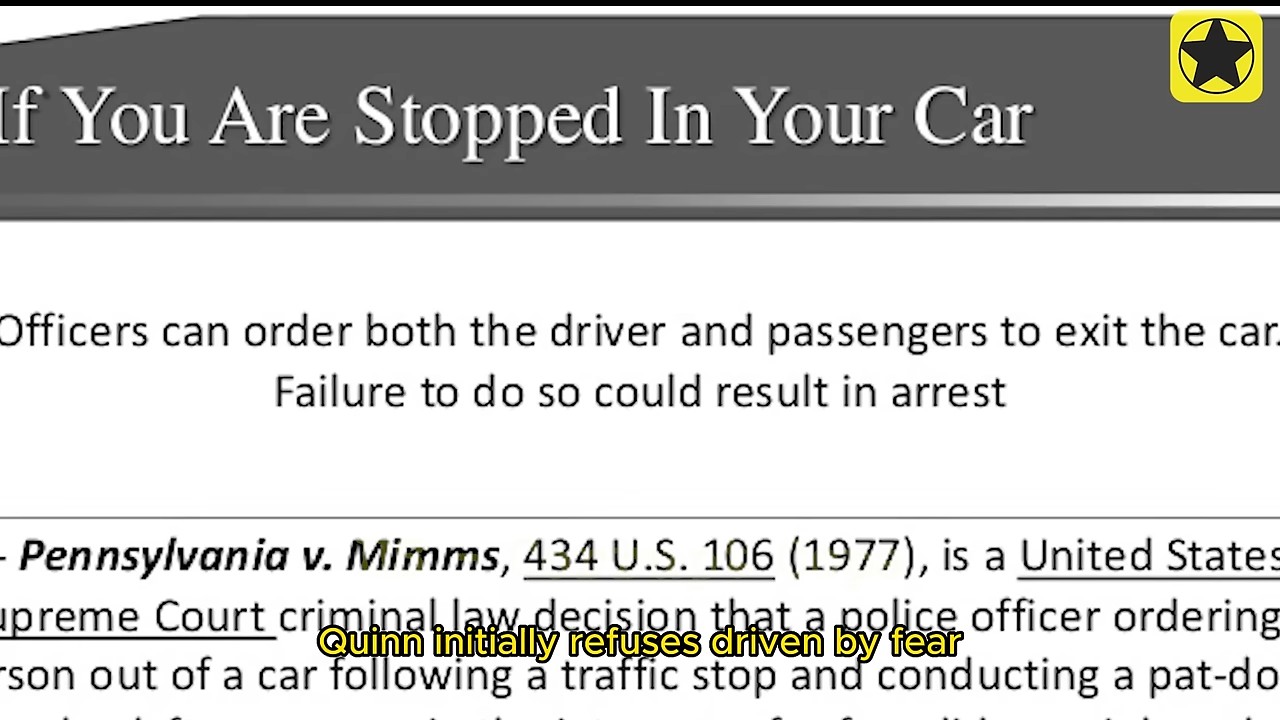 If You Are Stopped In Your Car
Officers can order both the driver and passengers to exit the car.
Failure to do so could result in arrest
- Pennsylvania v. Mimms, 434 U.S. 106 (1977), is a United States
upreme Court criminal law decision that a police officer ordering
Quinn initially refuses driven by fear
rson out of a car following a traffic stop and conducting a pat-do